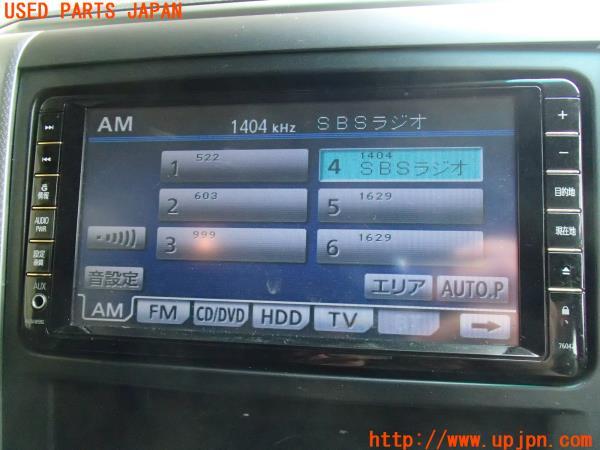 USED PARTS JAPAN
AM
1404 kHz SBSラジオ
1 522
4 1404 SBSラジオ
2 603
5 1629
3 999
6 1629
音設定
エリア
AUTO.P
AM
FM
CD/DVD
HDD
TV
G
情報
AUDIO
PWR
設定
AUX
+
−
目的地
現在地
http://www.upjpn.com/